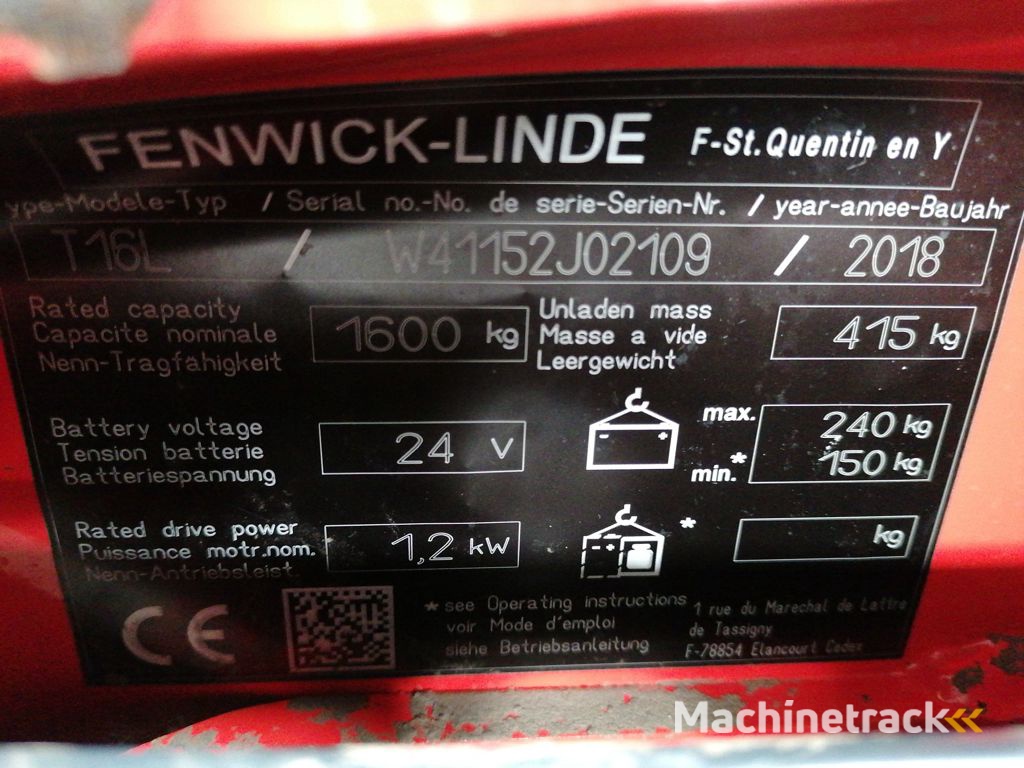 FENWICK-LINDE F-St.Quentin en Y
ype-Modele-Typ / Serial no.-No. de serie-Serien-Nr. / year-annee-Baujahr
T16L / W41152J02109 / 2018
Rated capacity
Capacite nominale
Nenn-Tragfähigkeit
1600 kg
Unladen mass
Masse a vide
Leergewicht
415 kg
Battery voltage
Tension batterie
Batteriespannung
24 V
- +
max. 240 kg
min.* 150 kg
Rated drive power
Puissance motr.nom.
Nenn-Antriebsleist.
1,2 kW
- +
* kg
CE
* see Operating instructions
voir Mode d'emploi
siehe Betriebsanleitung
1 rue du Marechal de Lattre
de Tassigny
F-78854 Elancourt Cedex
Machinetrack